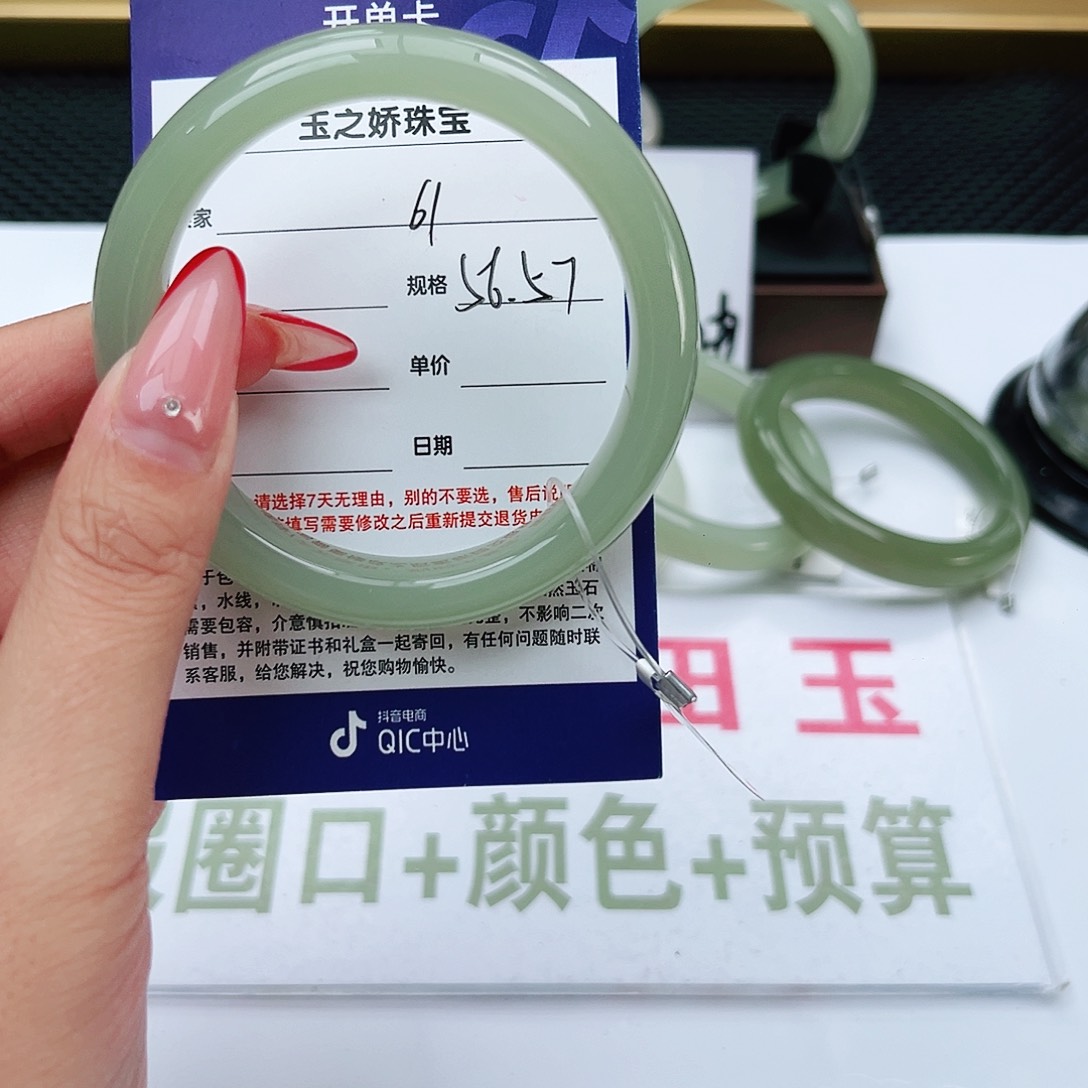 开单卡
玉之娇珠宝
家 61
规格 56.57
单价
日期
请选择7天无理由，别的不要选，售后说
填写需要修改之后重新提交退货
，水线，
然玉石
需要包容，介意慎拍
，不影响二次
销售，并附带证书和礼盒一起寄回，有任何问题随时联
系客服，给您解决，祝您购物愉快。
抖音电商
QIC中心
田玉
圈口+颜色+预算